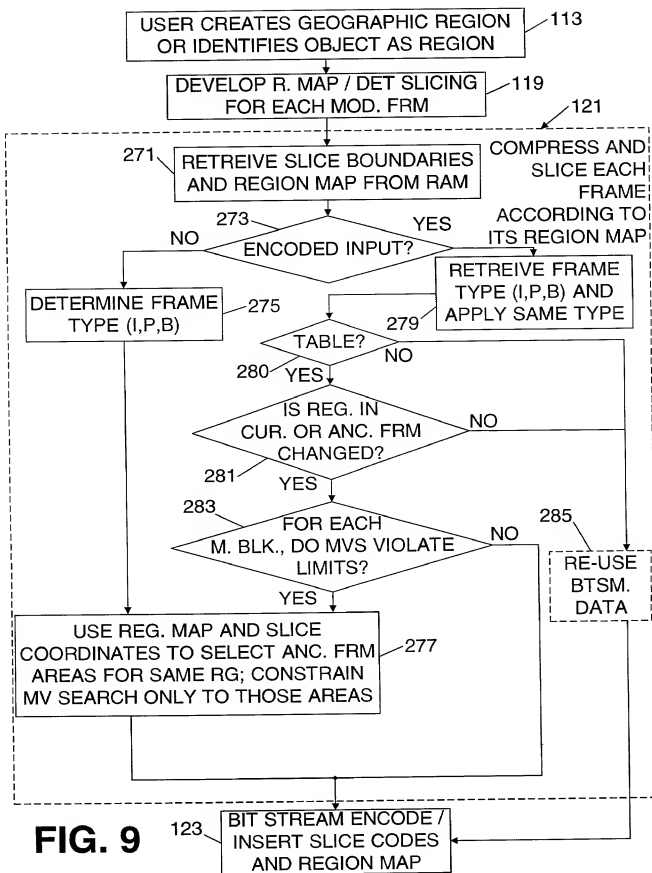 USER CREATES GEOGRAPHIC REGION
OR IDENTIFIES OBJECT AS REGION
113
DEVELOP R. MAP / DET SLICING
FOR EACH MOD. FRM
119
121
COMPRESS AND
SLICE EACH
FRAME
ACCORDING TO
ITS REGION MAP
271
RETREIVE SLICE BOUNDARIES
AND REGION MAP FROM RAM
273
NO
ENCODED INPUT?
YES
DETERMINE FRAME
TYPE (I,P,B)
275
RETREIVE FRAME
TYPE (I,P,B) AND
APPLY SAME TYPE
279
TABLE?
280
YES
NO
IS REG. IN
CUR. OR ANC. FRM
CHANGED?
281
YES
NO
283
FOR EACH
M. BLK., DO MVS VIOLATE
LIMITS?
YES
NO
285
RE-USE
BTSM.
DATA
USE REG. MAP AND SLICE
COORDINATES TO SELECT ANC. FRM
AREAS FOR SAME RG; CONSTRAIN
MV SEARCH ONLY TO THOSE AREAS
277
FIG. 9
123
BIT STREAM ENCODE /
INSERT SLICE CODES
AND REGION MAP